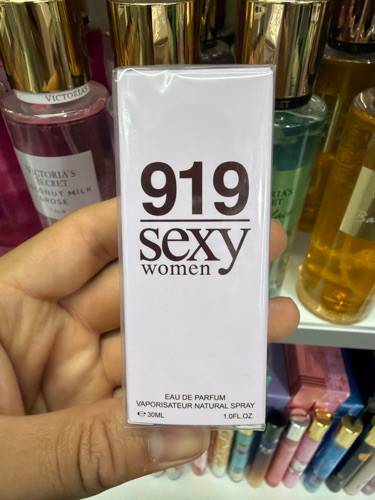 VICTORIA'S
VICTORIA'S
SECRET
COCONUT MILK
& ROSE
919
sexy
women
EAU DE PARFUM
VAPORISATEUR NATURAL SPRAY
℮ 30ML 1.0FL.OZ.